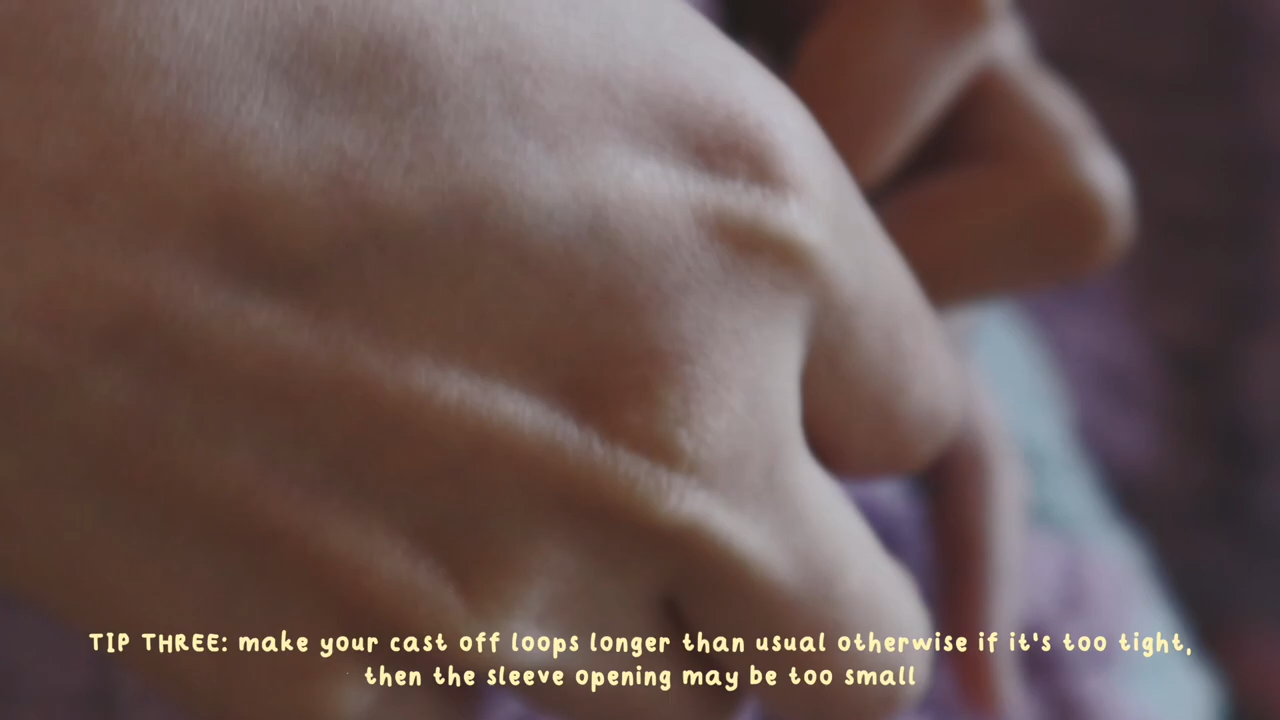 TIP THREE: make your cast off loops longer than usual otherwise if it's too tight,
then the sleeve opening may be too small